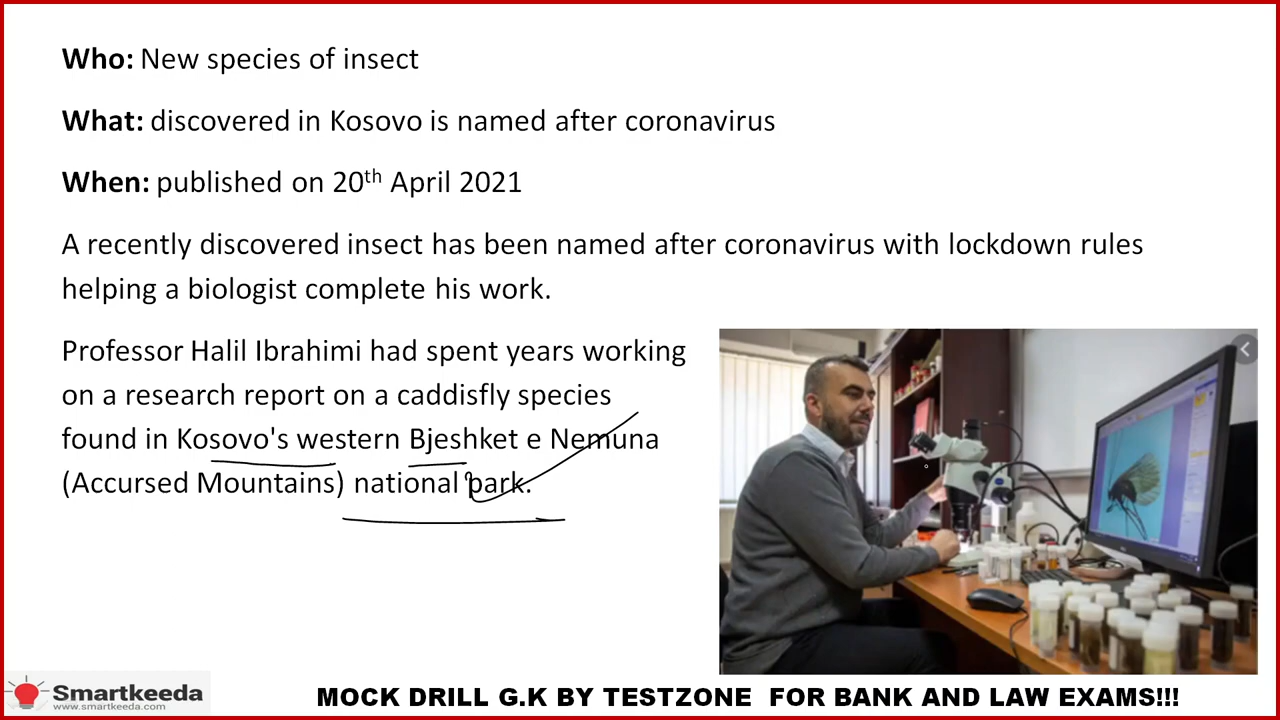 Who: New species of insect
What: discovered in Kosovo is named after coronavirus
When: published on 20th April 2021
A recently discovered insect has been named after coronavirus with lockdown rules
helping a biologist complete his work.
Professor Halil Ibrahimi had spent years working
on a research report on a caddisfly species
found in Kosovo's western Bjeshket e Nemuna
(Accursed Mountains) national park.
Smartkeeda
www.smartkeeda.com
MOCK DRILL G.K BY TESTZONE FOR BANK AND LAW EXAMS!!!